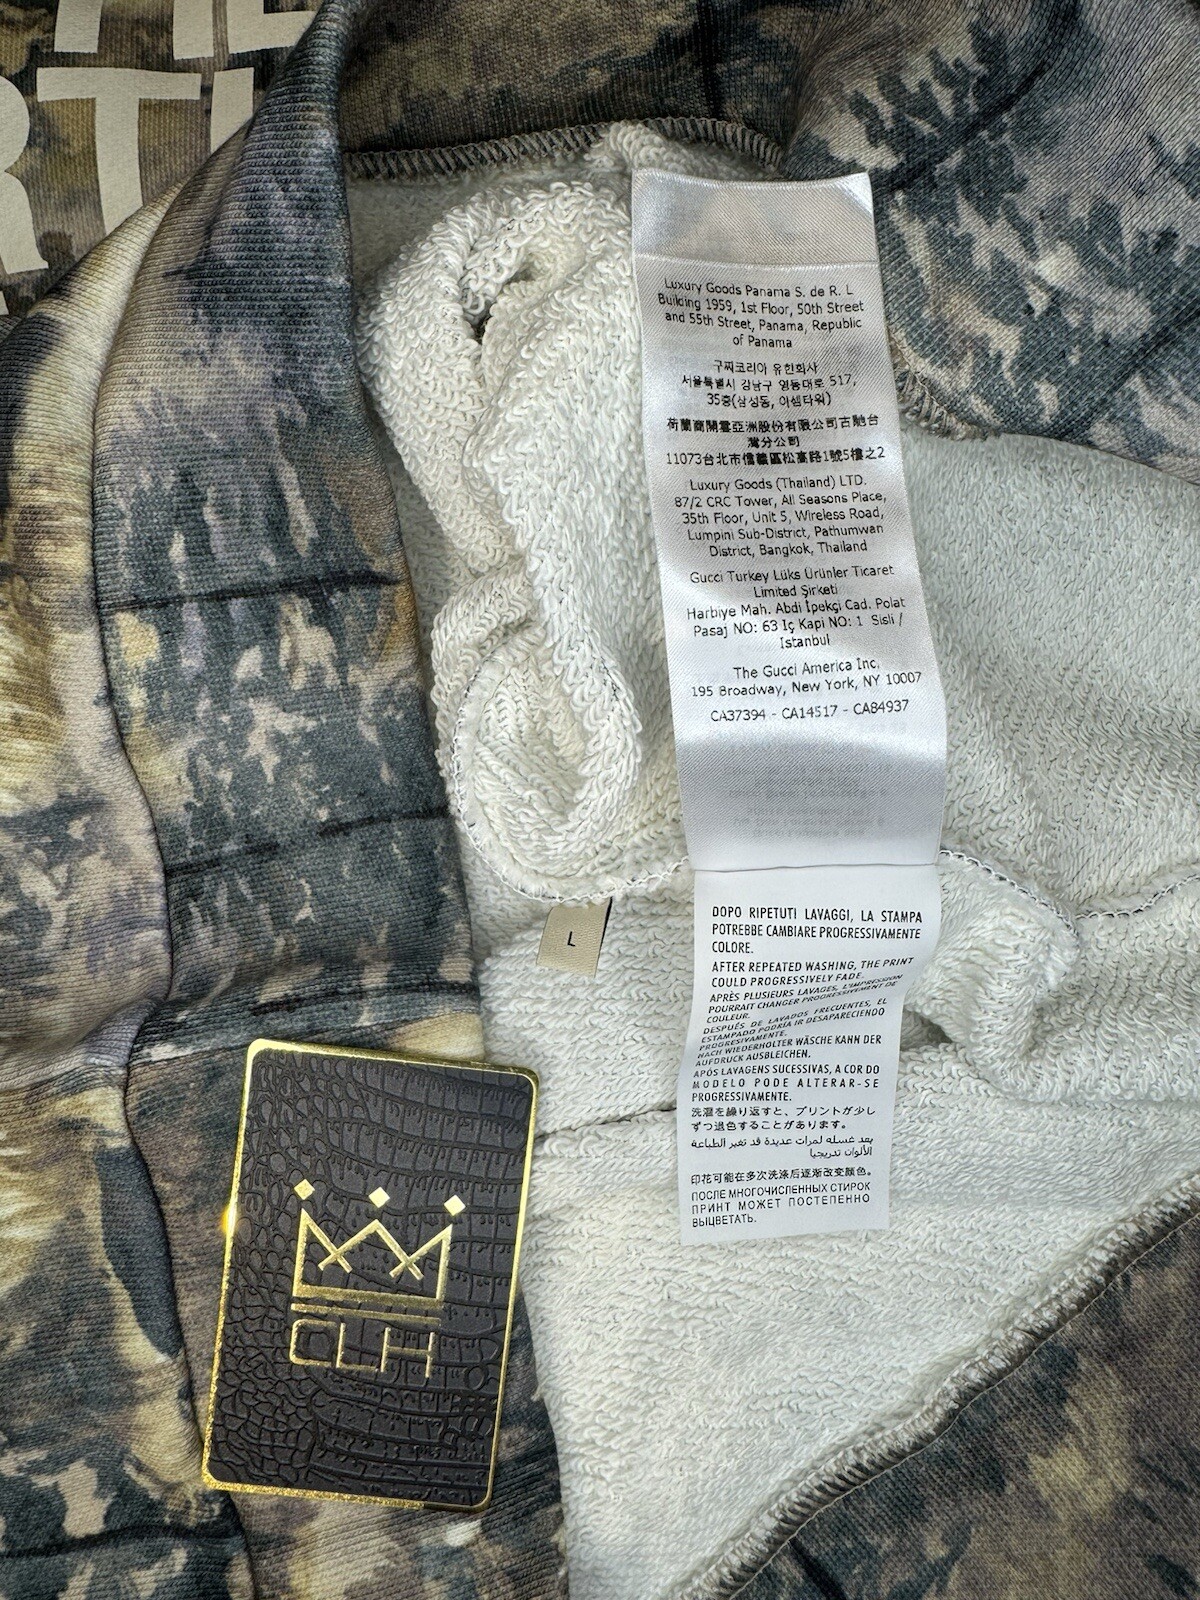 RTI
Luxury Goods Panama S. de R. L
Building 1959, 1st Floor, 50th Street
and 55th Street, Panama, Republic
of Panama
구찌코리아 유한회사
서울특별시 강남구 영동대로 517,
35층(삼성동, 아셈타워)
荷蘭商開雲亞洲股份有限公司古馳台
灣分公司
11073台北市信義區松高路1號5樓之2
Luxury Goods (Thailand) LTD.
87/2 CRC Tower, All Seasons Place,
35th Floor, Unit 5, Wireless Road,
Lumpini Sub-District, Pathumwan
District, Bangkok, Thailand
Gucci Turkey Lüks Ürünler Ticaret
Limited Şirketi
Harbiye Mah. Abdi İpekçi Cad. Polat
Pasaj NO: 63 İç Kapi NO: 1 Sisli /
Istanbul
The Gucci America Inc.
195 Broadway, New York, NY 10007
CA37394 - CA14517 - CA84937
L
DOPO RIPETUTI LAVAGGI, LA STAMPA
POTREBBE CAMBIARE PROGRESSIVAMENTE
COLORE.
AFTER REPEATED WASHING, THE PRINT
COULD PROGRESSIVELY FADE.
APRÈS PLUSIEURS LAVAGES, L'IMPRESSION
POURRAIT CHANGER PROGRESSIVEMENT DE
COULEUR.
DESPUÉS DE LAVADOS FRECUENTES, EL
ESTAMPADO PODRÍA IR DESAPARECIENDO
PROGRESIVAMENTE.
NACH WIEDERHOLTER WÄSCHE KANN DER
AUFDRUCK AUSBLEICHEN.
APÓS LAVAGENS SUCESSIVAS, A COR DO
MODELO PODE ALTERAR-SE
PROGRESSIVAMENTE.
洗濯を繰り返すと、プリントが少し
ずつ退色することがあります。
بعد غسله لمرات عديدة قد تغير الطباعة
الألوان تدريجيا
印花可能在多次洗涤后逐渐改变颜色。
ПОСЛЕ МНОГОЧИСЛЕННЫХ СТИРОК
ПРИНТ МОЖЕТ ПОСТЕПЕННО
ВЫЦВЕТАТЬ.
CLH